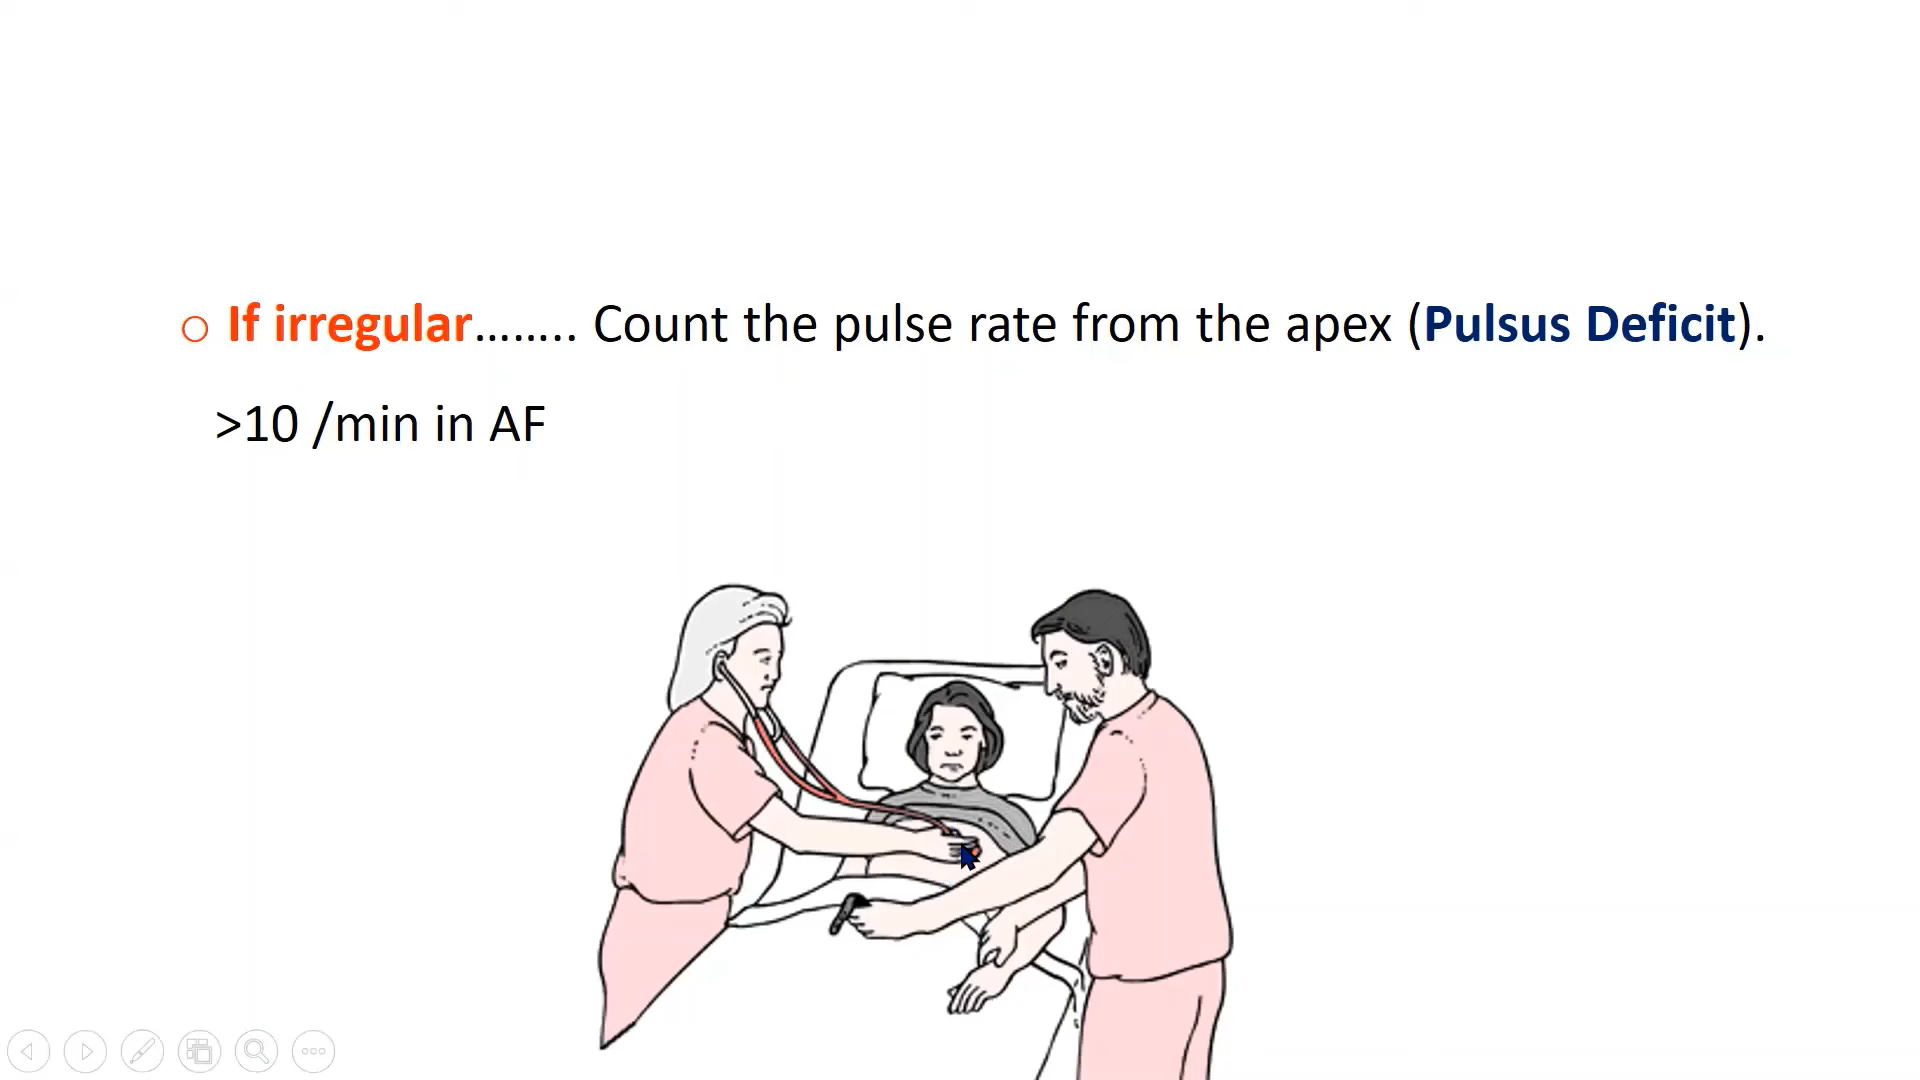 If irregular…….. Count the pulse rate from the apex (Pulsus Deficit).
>10 /min in AF